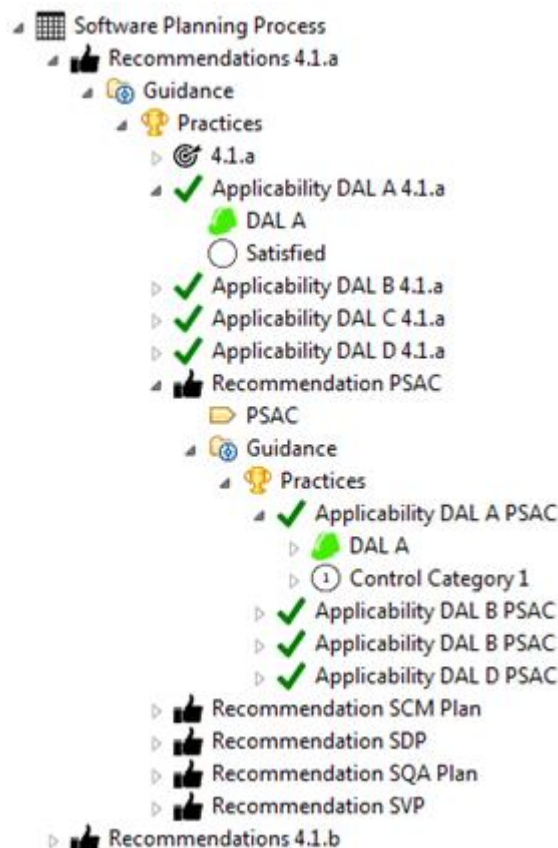 Software Planning Process
Recommendations 4.1.a
Guidance
Practices
4.1.a
Applicability DAL A 4.1.a
DAL A
Satisfied
Applicability DAL B 4.1.a
Applicability DAL C 4.1.a
Applicability DAL D 4.1.a
Recommendation PSAC
PSAC
Guidance
Practices
Applicability DAL A PSAC
DAL A
1 Control Category 1
Applicability DAL B PSAC
Applicability DAL B PSAC
Applicability DAL D PSAC
Recommendation SCM Plan
Recommendation SDP
Recommendation SQA Plan
Recommendation SVP
Recommendations 4.1.b